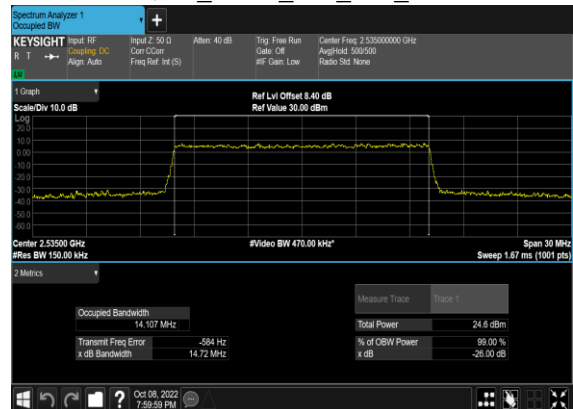 Spectrum Analyzer 1
Occupied BW
+
KEYSIGHT Input: RF Input Z: 50 Ω Atten: 40 dB Trig: Free Run Center Freq: 2.535000000 GHz
R T Coupling: DC Corr CCorr Gate: Off Avg|Hold: 500/500
Align: Auto Freq Ref: Int (S) #IF Gain: Low Radio Std: None
LW
1 Graph
Ref Lvl Offset 8.40 dB
Scale/Div 10.0 dB Ref Value 30.00 dBm
Log
20.0
10.0
0.00
-10.0
-20.0
-30.0
-40.0
-50.0
-60.0
Center 2.53500 GHz #Video BW 470.00 kHz* Span 30 MHz
#Res BW 150.00 kHz Sweep 1.67 ms (1001 pts)
2 Metrics
Measure Trace Trace 1
Occupied Bandwidth
14.107 MHz Total Power 24.6 dBm
Transmit Freq Error -584 Hz % of OBW Power 99.00 %
x dB Bandwidth 14.72 MHz x dB -26.00 dB
? Oct 08, 2022
7:59:59 PM